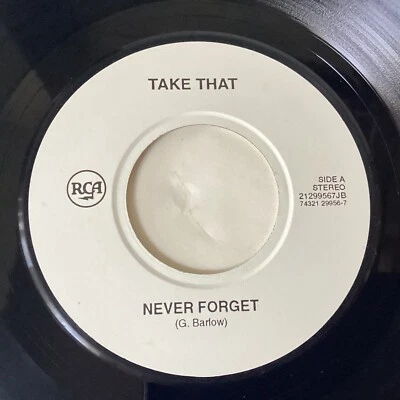 TAKE THAT
RCA
SIDE A
STEREO
21299567JB
74321 29956-7
NEVER FORGET
(G. Barlow)